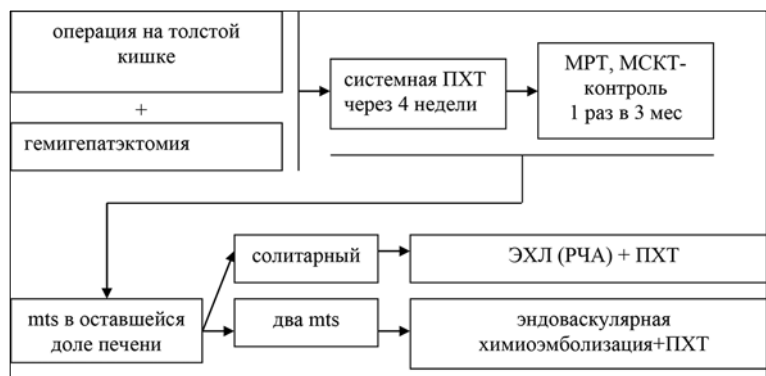 операция на толстой
кишке
+
гемигепатэктомия
системная ПХТ
через 4 недели
МРТ, МСКТ-
контроль
1 раз в 3 мес
солитарный
ЭХЛ (РЧА) + ПХТ
mts в оставшейся
доле печени
два mts
эндоваскулярная
химиоэмболизация+ПХТ